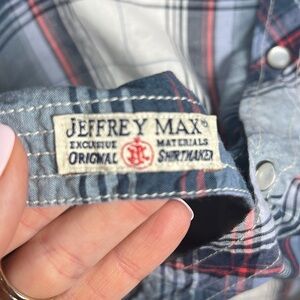 JEFFREY MAX®
EXCLUSIVE MATERIALS
ORIGINAL SHIRTMAKER